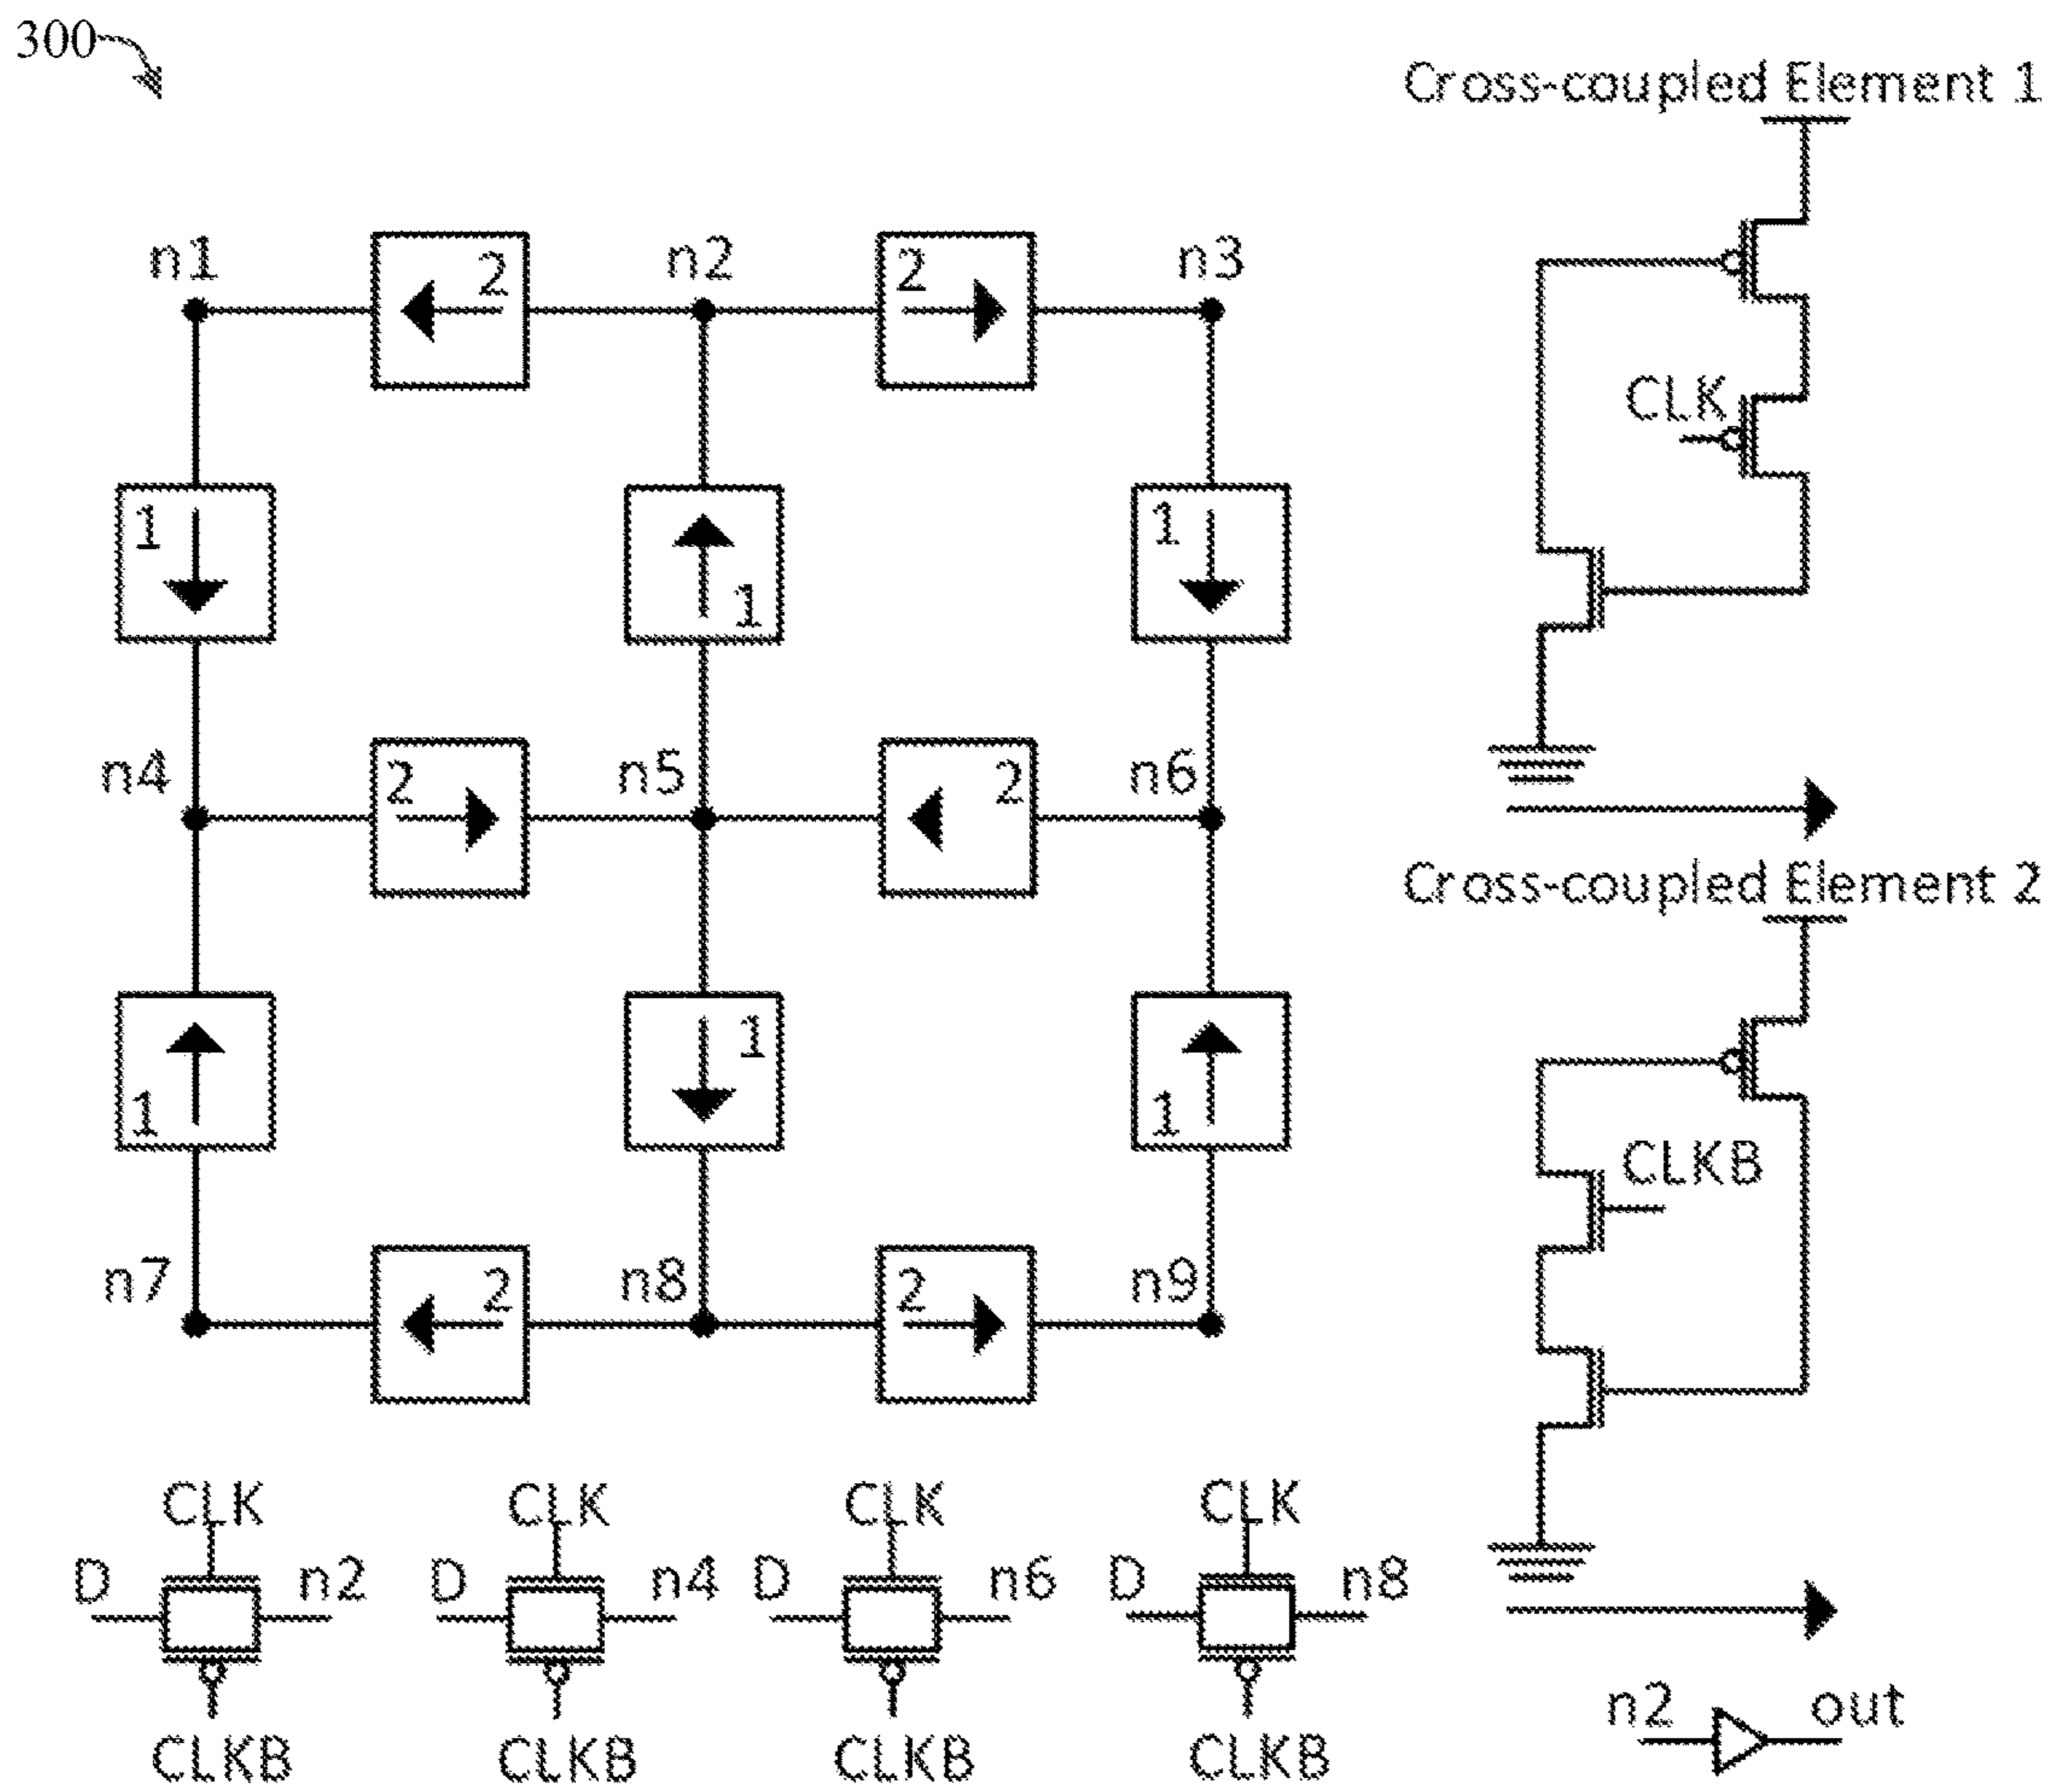 300
Cross-coupled Element 1
n1 2 n2 2 n3
CLK
1 1 1
n4 2 n5 2 n6
Cross-coupled Element 2
1 1 1
CLKB
n7 2 n8 2 n9
CLK CLK CLK CLK
D n2 D n4 D n6 D n8
n2 out
CLKB CLKB CLKB CLKB